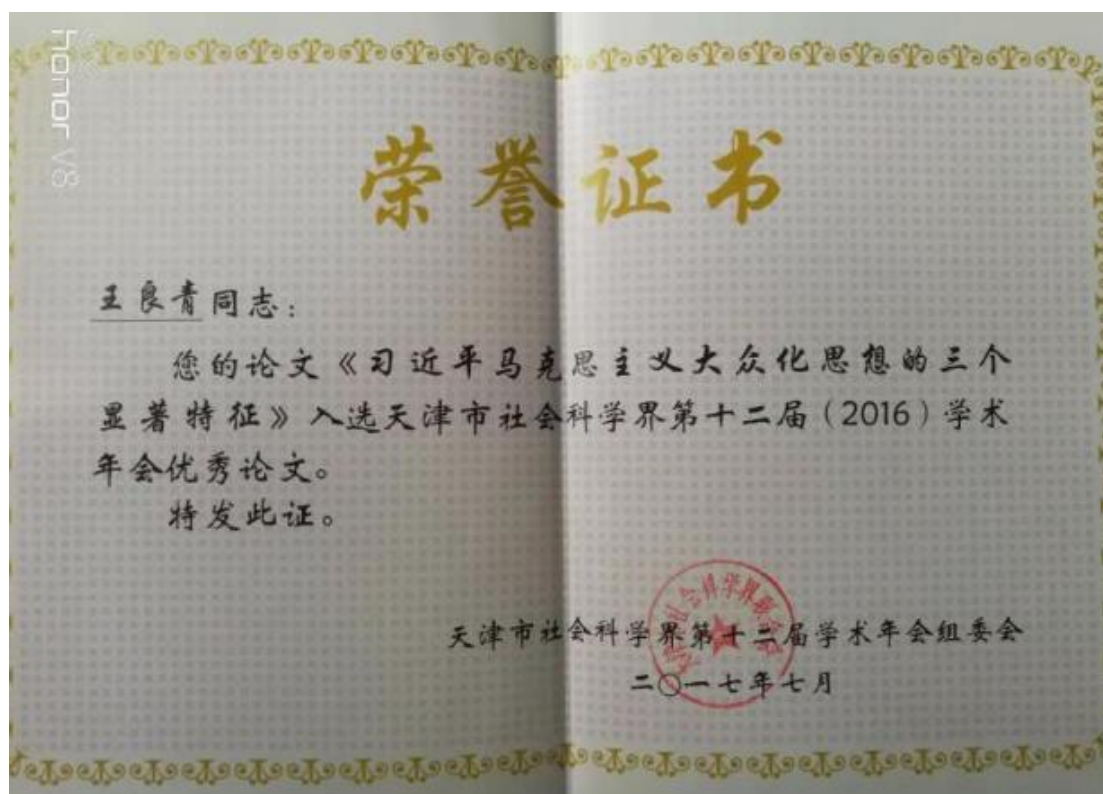 honor V8
荣誉证书
王良青同志：
您的论文《习近平马克思主义大众化思想的三个
显著特征》入选天津市社会科学界第十二届（2016）学术
年会优秀论文。
特发此证。
天津市社会科学界第十二届学术年会组委会
二〇一七年七月